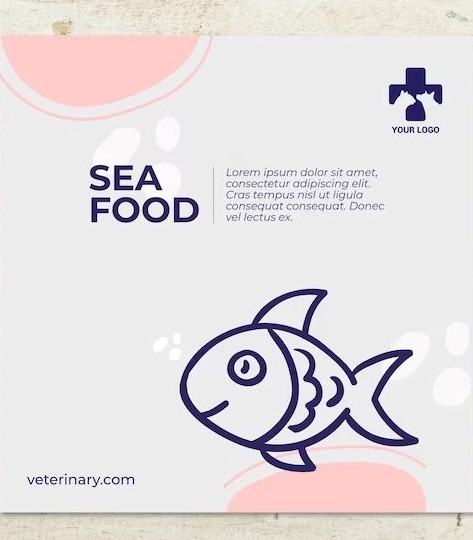 YOUR LOGO
SEA
FOOD
Lorem ipsum dolor sit amet,
consectetur adipiscing elit.
Cras tempus nisl ut ligula
consequat consequat. Donec
vel lectus ex.
veterinary.com